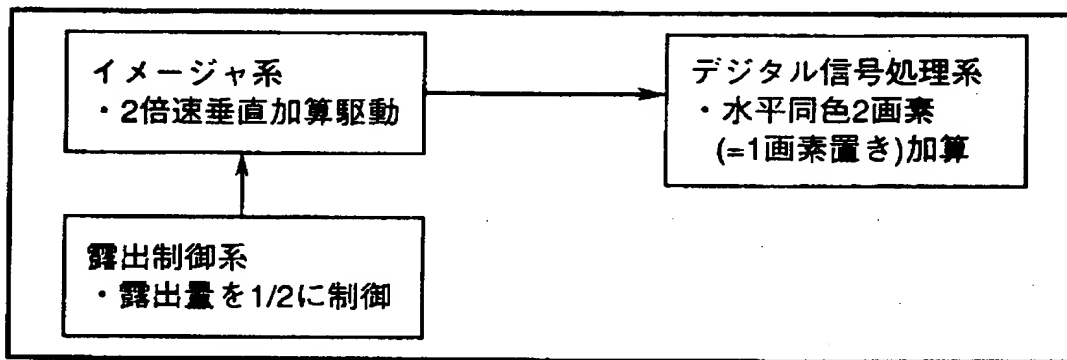 イメージャ系
・2倍速垂直加算駆動
デジタル信号処理系
・水平同色2画素
(=1画素置き)加算
露出制御系
・露出量を1/2に制御